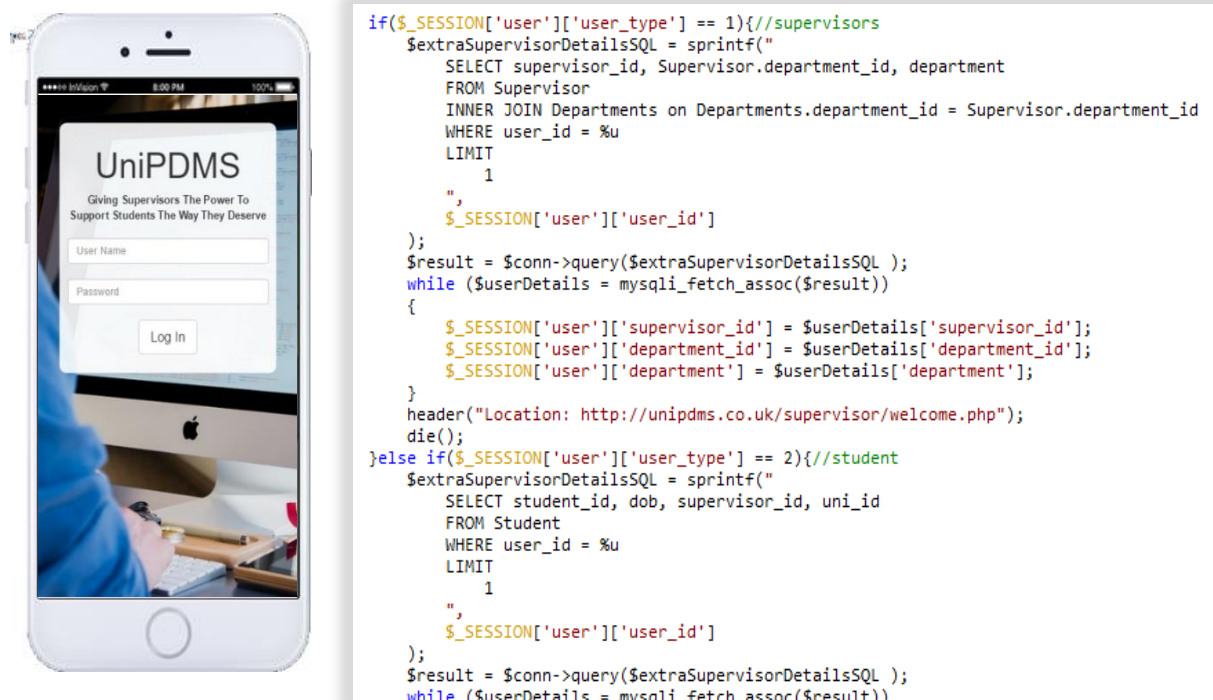 ●●●○○ InVision 8:00 PM 100%
UniPDMS
Giving Supervisors The Power To
Support Students The Way They Deserve
User Name
Password
Log In
if($_SESSION['user']['user_type'] == 1){//supervisors
    $extraSupervisorDetailsSQL = sprintf("
        SELECT supervisor_id, Supervisor.department_id, department
        FROM Supervisor
        INNER JOIN Departments on Departments.department_id = Supervisor.department_id
        WHERE user_id = %u
        LIMIT
            1
        ",
        $_SESSION['user']['user_id']
    );
    $result = $conn->query($extraSupervisorDetailsSQL );
    while ($userDetails = mysqli_fetch_assoc($result))
    {
        $_SESSION['user']['supervisor_id'] = $userDetails['supervisor_id'];
        $_SESSION['user']['department_id'] = $userDetails['department_id'];
        $_SESSION['user']['department'] = $userDetails['department'];
    }
    header("Location: http://unipdms.co.uk/supervisor/welcome.php");
    die();
}else if($_SESSION['user']['user_type'] == 2){//student
    $extraSupervisorDetailsSQL = sprintf("
        SELECT student_id, dob, supervisor_id, uni_id
        FROM Student
        WHERE user_id = %u
        LIMIT
            1
        ",
        $_SESSION['user']['user_id']
    );
    $result = $conn->query($extraSupervisorDetailsSQL );
    while ($userDetails = mysqli_fetch_assoc($result))